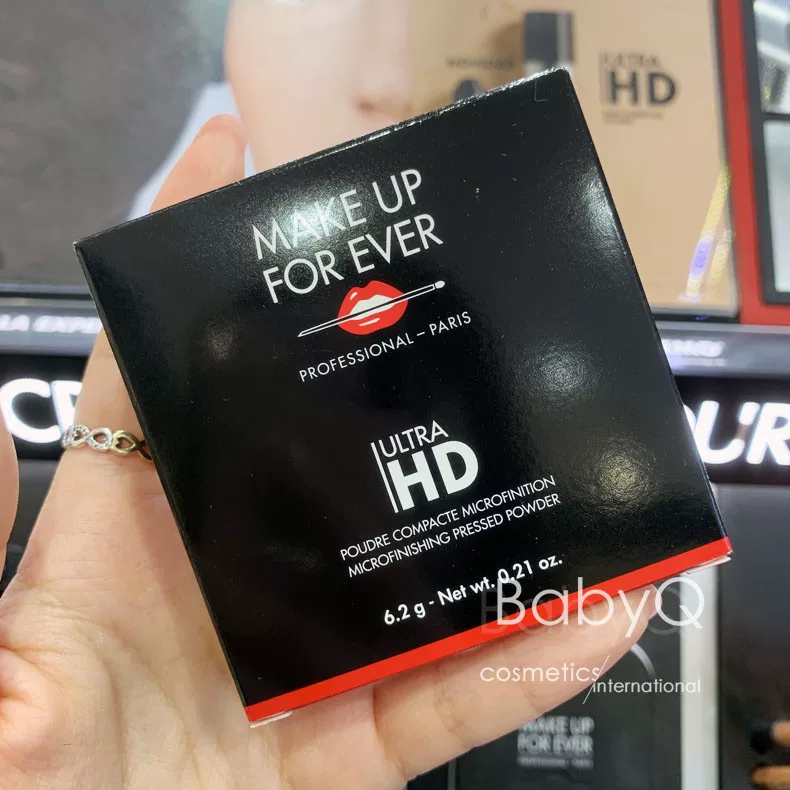 ULTRA
HD
MAKE UP
FOR EVER
PROFESSIONAL – PARIS
ULTRA
HD
POUDRE COMPACTE MICROFINITION
MICROFINISHING PRESSED POWDER
6.2 g - Net wt. 0.21 oz.
BabyQ
cosmetics/international
MAKE UP
FOR EVER